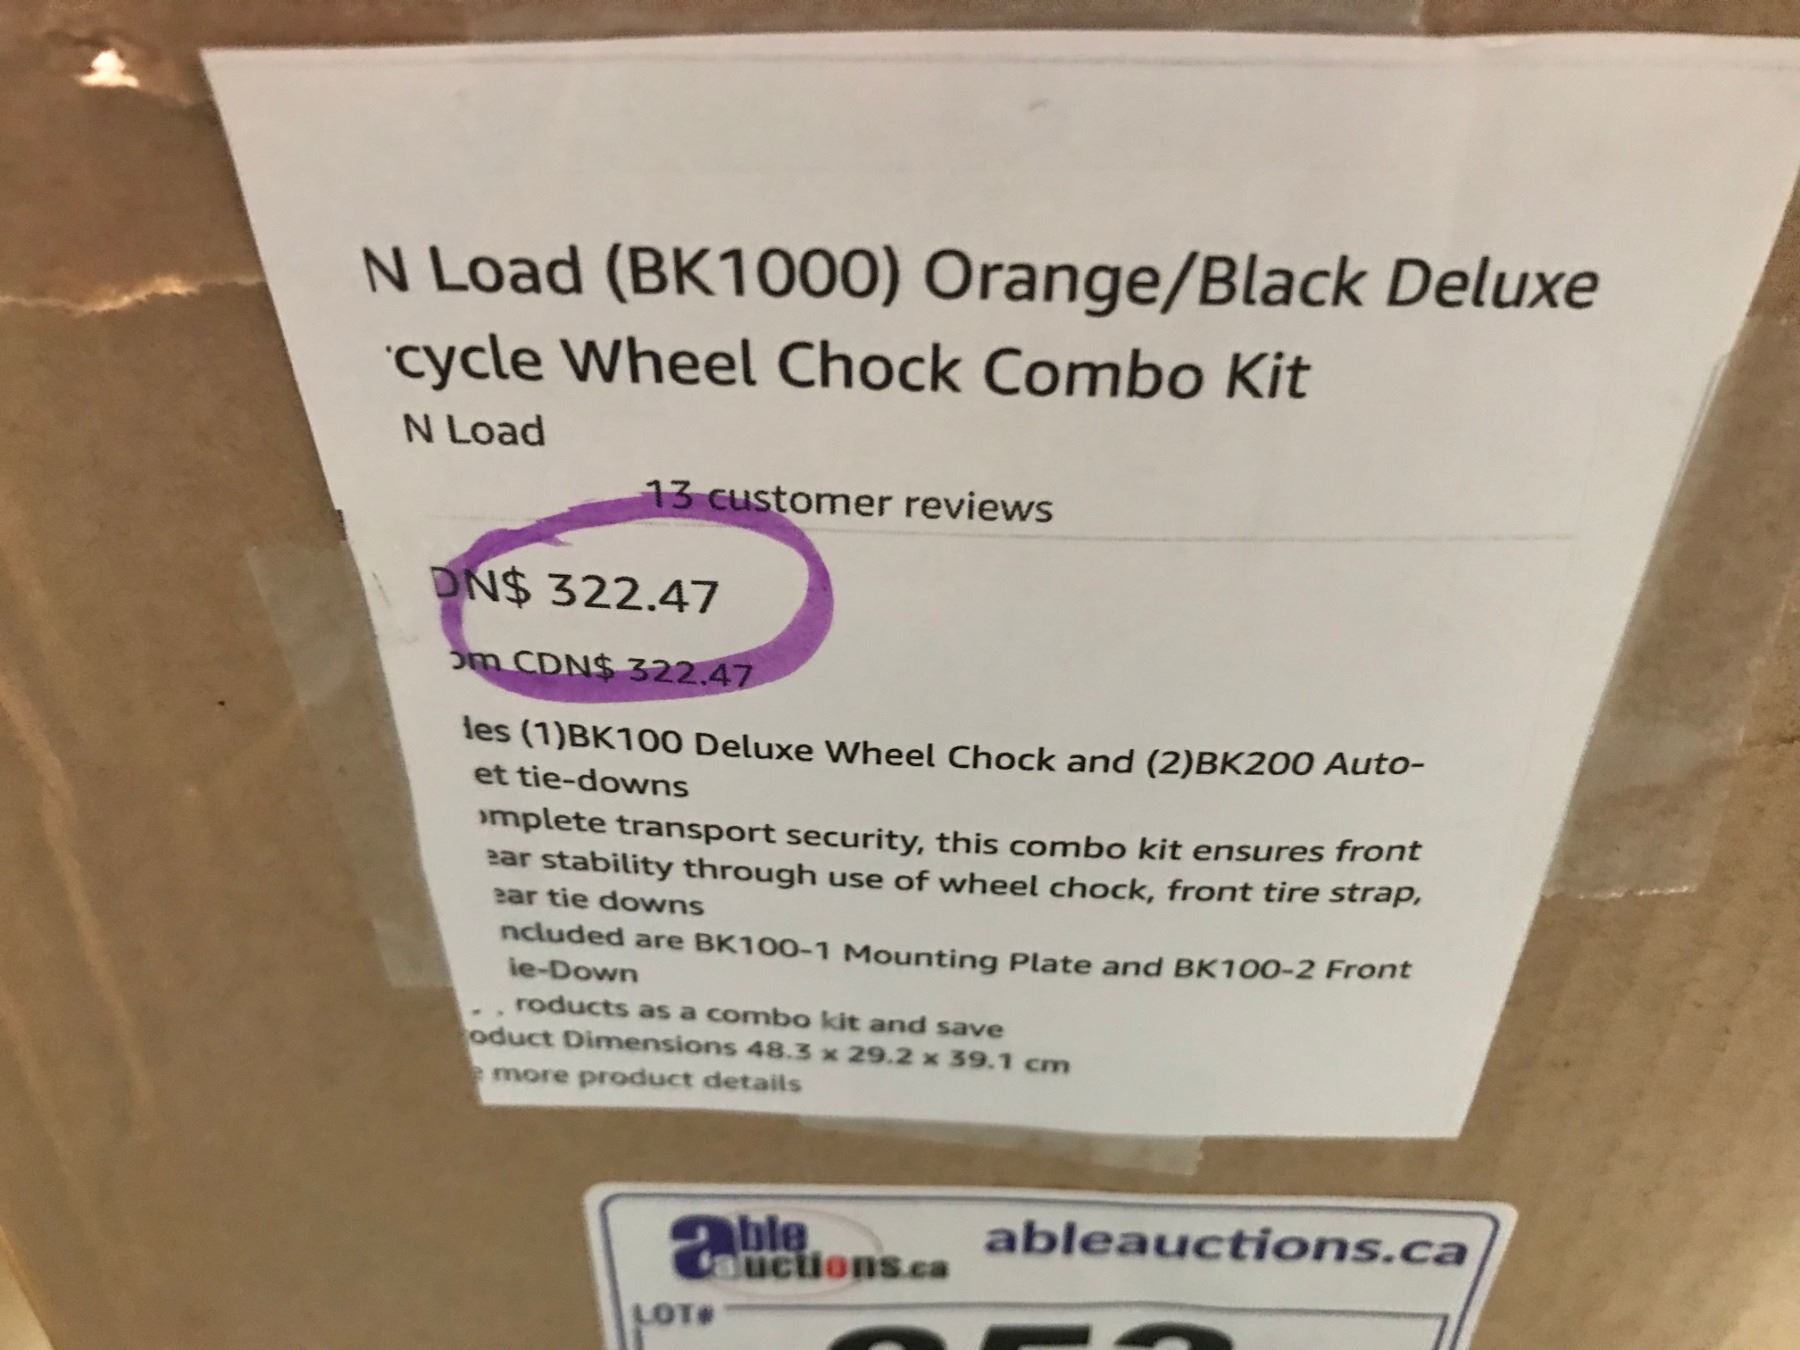 N Load (BK1000) Orange/Black Deluxe
cycle Wheel Chock Combo Kit
N Load
13 customer reviews
DN$ 322.47
om CDN$ 322.47
les (1)BK100 Deluxe Wheel Chock and (2)BK200 Auto-
et tie-downs
omplete transport security, this combo kit ensures front
ear stability through use of wheel chock, front tire strap,
ear tie downs
ncluded are BK100-1 Mounting Plate and BK100-2 Front
ie-Down
roducts as a combo kit and save
oduct Dimensions 48.3 x 29.2 x 39.1 cm
e more product details
able auctions.ca
ableauctions.ca
LOT#